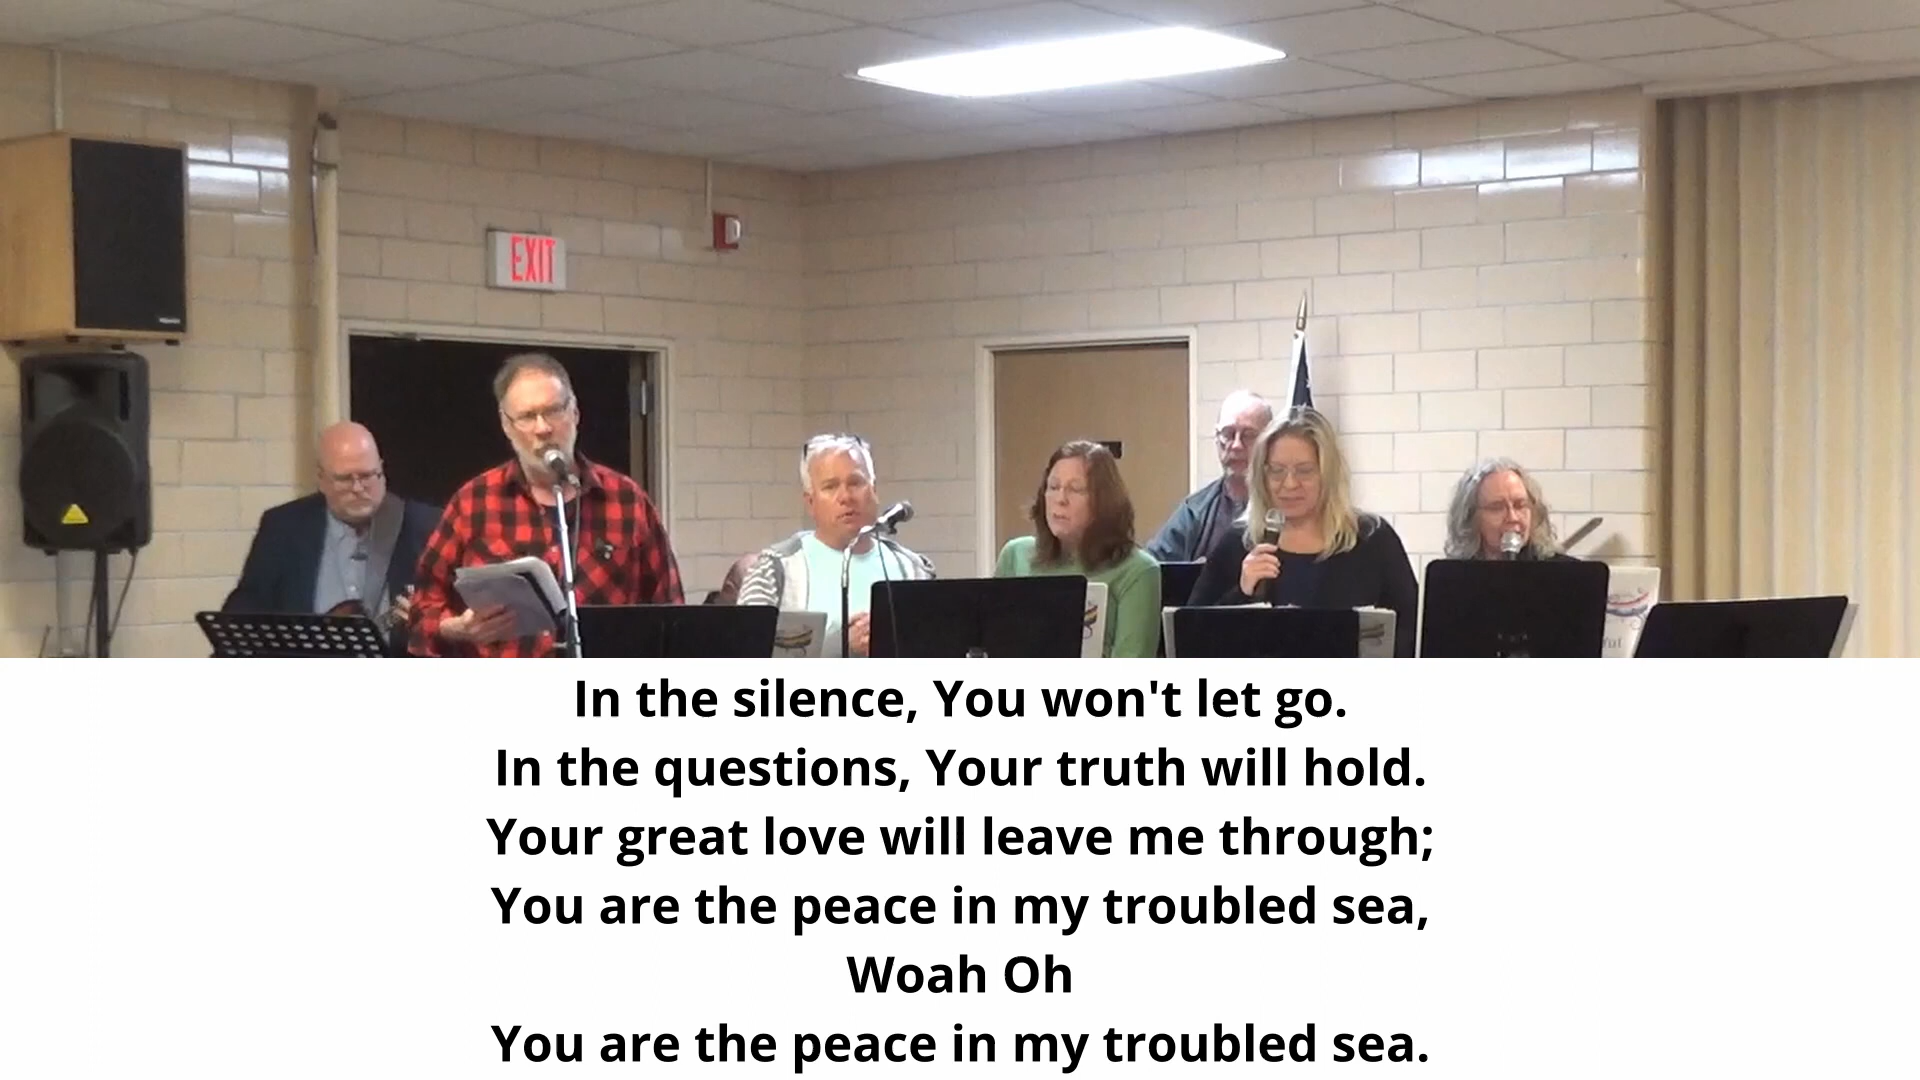 EXIT
In the silence, You won't let go.
In the questions, Your truth will hold.
Your great love will leave me through;
You are the peace in my troubled sea,
Woah Oh
You are the peace in my troubled sea.